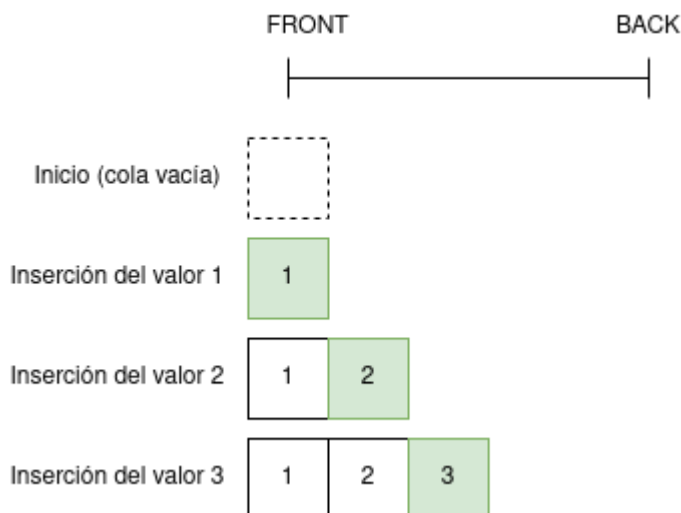 FRONT BACK
Inicio (cola vacía)
Inserción del valor 1 1
Inserción del valor 2 1 2
Inserción del valor 3 1 2 3